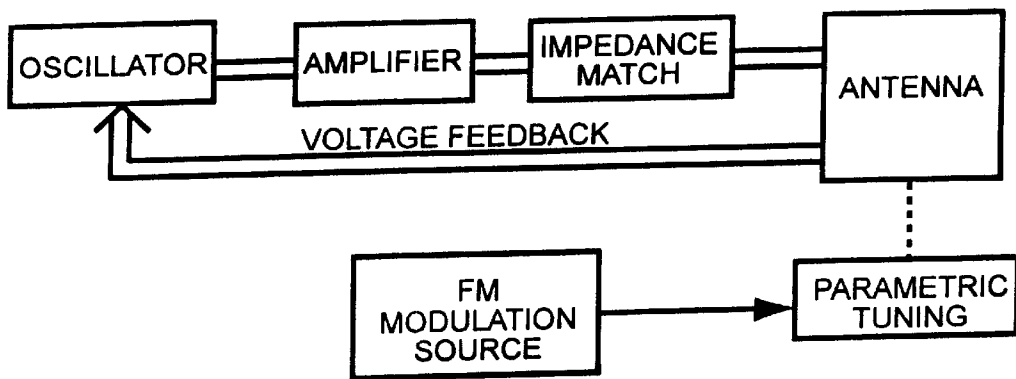 OSCILLATOR
AMPLIFIER
IMPEDANCE
MATCH
ANTENNA
VOLTAGE FEEDBACK
FM
MODULATION
SOURCE
PARAMETRIC
TUNING